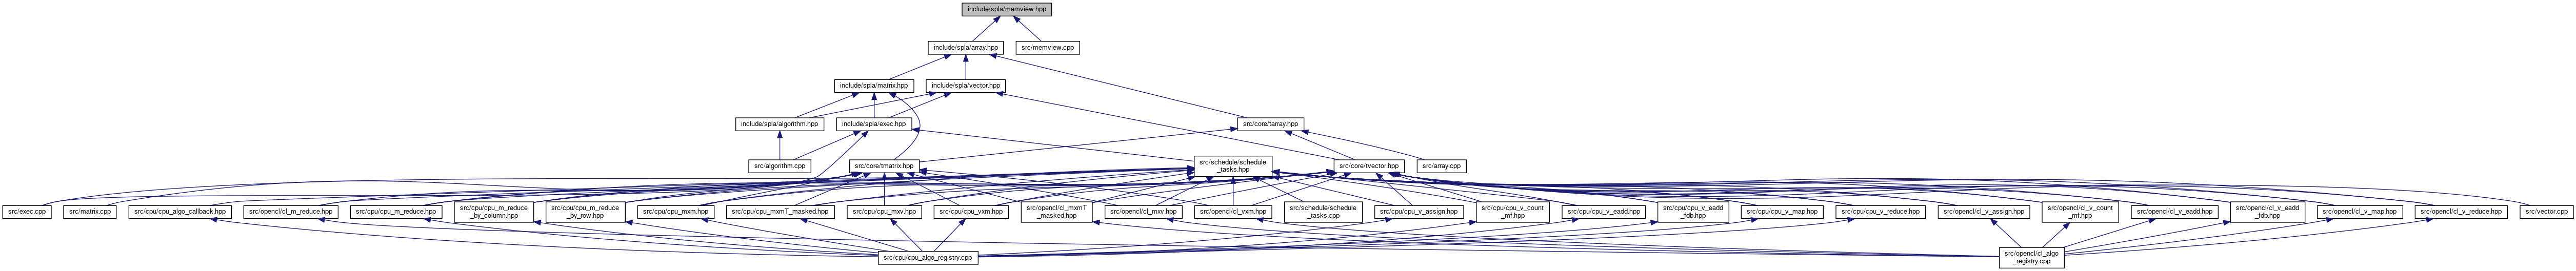 include/spla/memview.hpp
include/spla/array.hpp
src/memview.cpp
include/spla/matrix.hpp
include/spla/vector.hpp
include/spla/algorithm.hpp
include/spla/exec.hpp
src/core/tarray.hpp
src/algorithm.cpp
src/core/tmatrix.hpp
src/schedule/schedule
_tasks.hpp
src/core/tvector.hpp
src/array.cpp
src/exec.cpp
src/matrix.cpp
src/cpu/cpu_algo_callback.hpp
src/opencl/cl_m_reduce.hpp
src/cpu/cpu_m_reduce.hpp
src/cpu/cpu_m_reduce
_by_column.hpp
src/cpu/cpu_m_reduce
_by_row.hpp
src/cpu/cpu_mxm.hpp
src/cpu/cpu_mxmT_masked.hpp
src/cpu/cpu_mxv.hpp
src/cpu/cpu_vxm.hpp
src/opencl/cl_mxmT
_masked.hpp
src/opencl/cl_mxv.hpp
src/opencl/cl_vxm.hpp
src/schedule/schedule
_tasks.cpp
src/cpu/cpu_v_assign.hpp
src/cpu/cpu_v_count
_mf.hpp
src/cpu/cpu_v_eadd.hpp
src/cpu/cpu_v_eadd
_fdb.hpp
src/cpu/cpu_v_map.hpp
src/cpu/cpu_v_reduce.hpp
src/opencl/cl_v_assign.hpp
src/opencl/cl_v_count
_mf.hpp
src/opencl/cl_v_eadd.hpp
src/opencl/cl_v_eadd
_fdb.hpp
src/opencl/cl_v_map.hpp
src/opencl/cl_v_reduce.hpp
src/vector.cpp
src/cpu/cpu_algo_registry.cpp
src/opencl/cl_algo
_registry.cpp